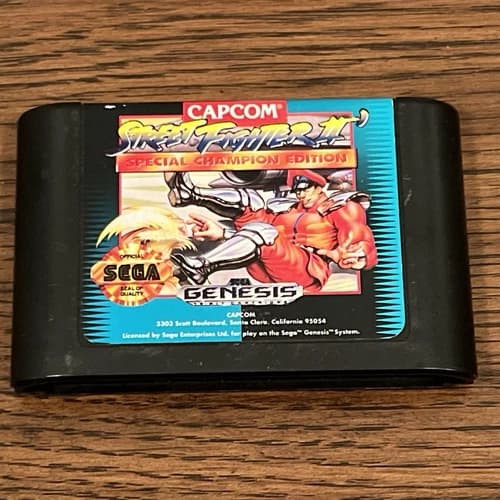 CAPCOM®
STREET FIGHTER II'
SPECIAL CHAMPION EDITION
OFFICIAL
SEGA
SEAL OF
QUALITY
SEGA
GENESIS
CAPCOM
3303 Scott Boulevard, Santa Clara, California 95054
Licensed by Sega Enterprises Ltd. for play on the Sega™ Genesis™ System.